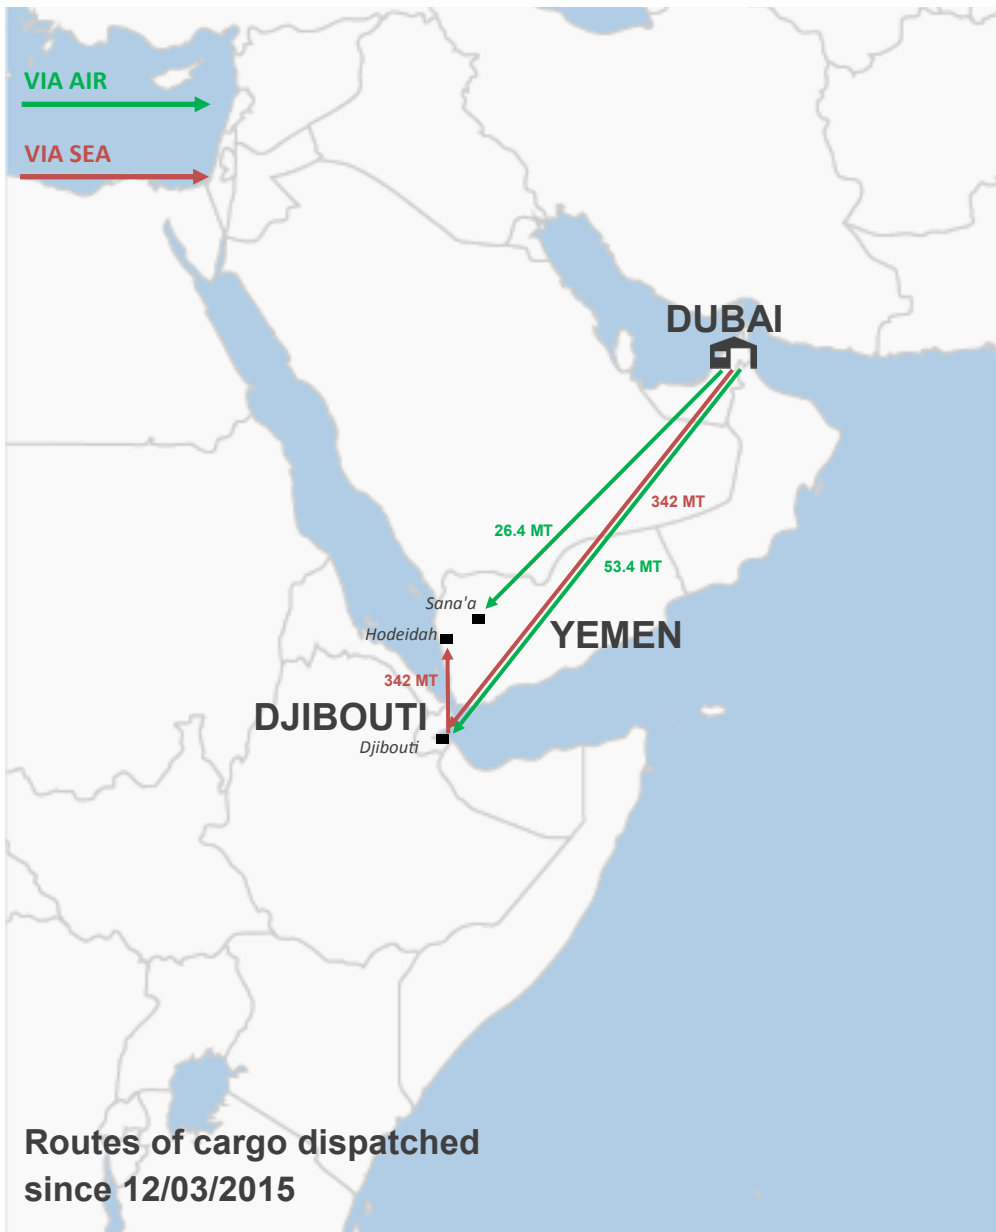 VIA AIR
VIA SEA
DUBAI
342 MT
26.4 MT
53.4 MT
Sana'a
Hodeidah
YEMEN
342 MT
DJIBOUTI
Djibouti
Routes of cargo dispatched
since 12/03/2015